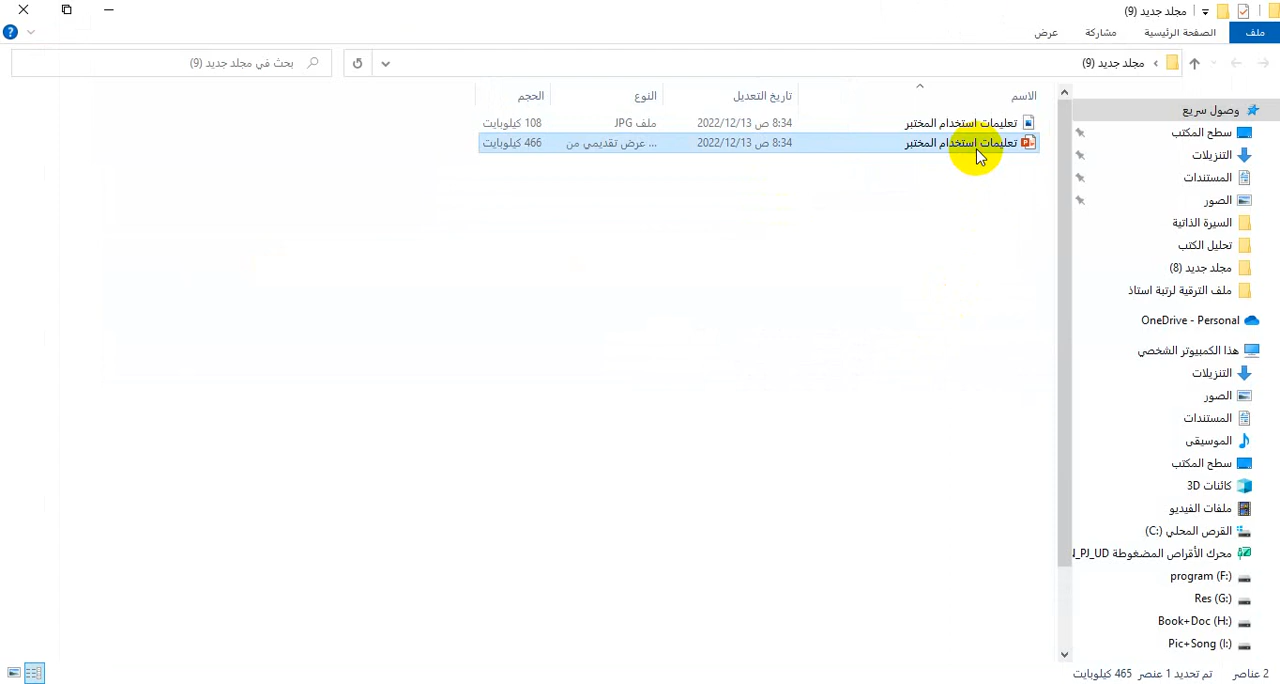 مجلد جديد (9)
ملف
الصفحة الرئيسية
مشاركة
عرض
مجلد جديد (9)
بحث في مجلد جديد (9)
الاسم
تاريخ التعديل
النوع
الحجم
تعليمات استخدام المختبر 2022/12/13 8:34 ص ملف JPG 108 كيلوبايت
تعليمات استخدام المختبر 2022/12/13 8:34 ص عرض تقديمي من ... 466 كيلوبايت
وصول سريع
سطح المكتب
التنزيلات
المستندات
الصور
السيرة الذاتية
تحليل الكتب
مجلد جديد (8)
ملف الترقية لرتبة استاذ
OneDrive - Personal
هذا الكمبيوتر الشخصي
التنزيلات
الصور
المستندات
الموسيقى
سطح المكتب
كائنات 3D
ملفات الفيديو
القرص المحلي (C:)
محرك الأقراص المضغوطة N_PJ_UD
program (F:)
Res (G:)
Book+Doc (H:)
Pic+Song (I:)
2 عناصر
تم تحديد 1 عنصر 465 كيلوبايت